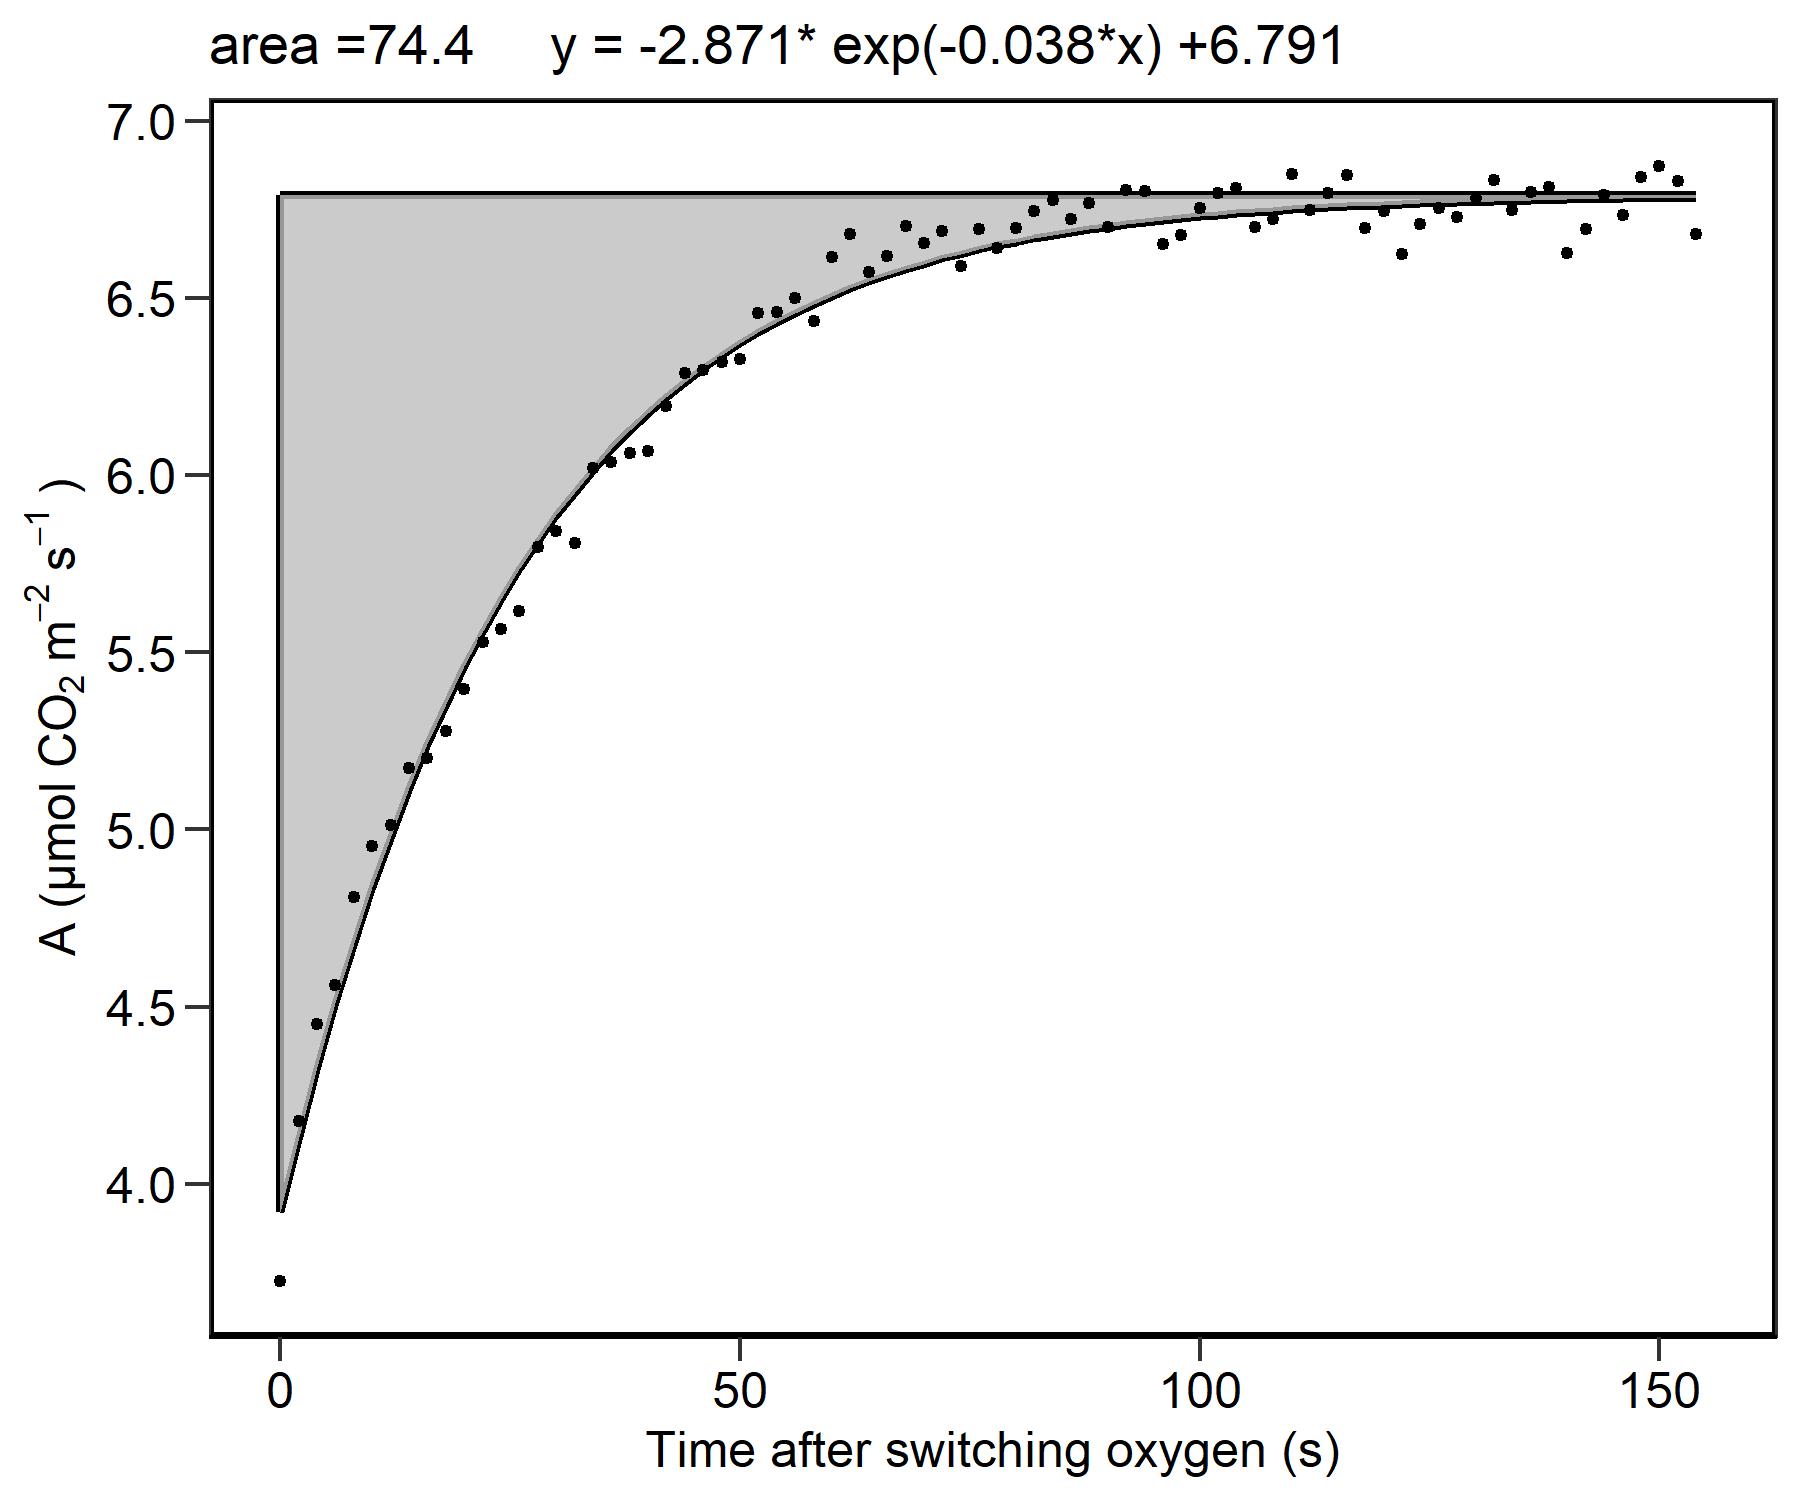 area =74.4 y = -2.871* exp(-0.038*x) +6.791
7.0
6.5
6.0
5.5
5.0
4.5
4.0
A (µmol CO₂ m⁻² s⁻¹ )
0 50 100 150
Time after switching oxygen (s)